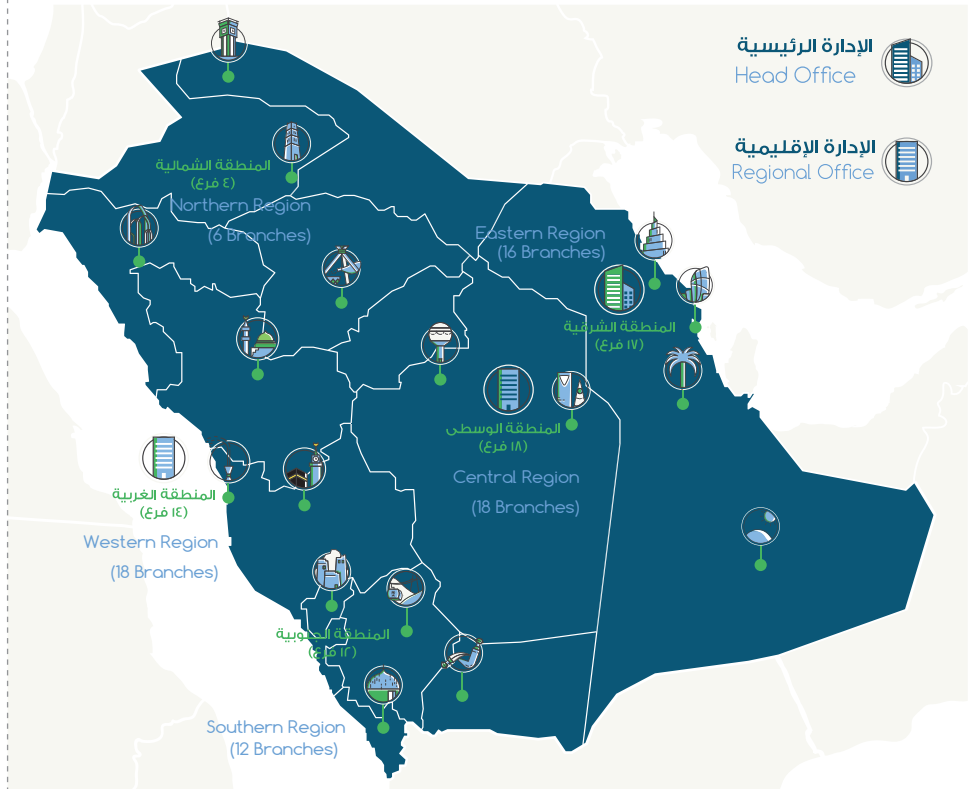 الإدارة الرئيسية
Head Office
الإدارة الإقليمية
Regional Office
المنطقة الشمالية
(٤ فرع)
Northern Region
(6 Branches)
Eastern Region
(16 Branches)
المنطقة الشرقية
(١٧ فرع)
المنطقة الوسطى
(١٨ فرع)
Central Region
(18 Branches)
المنطقة الغربية
(١٤ فرع)
Western Region
(18 Branches)
المنطقة الجنوبية
(١٢ فرع)
Southern Region
(12 Branches)